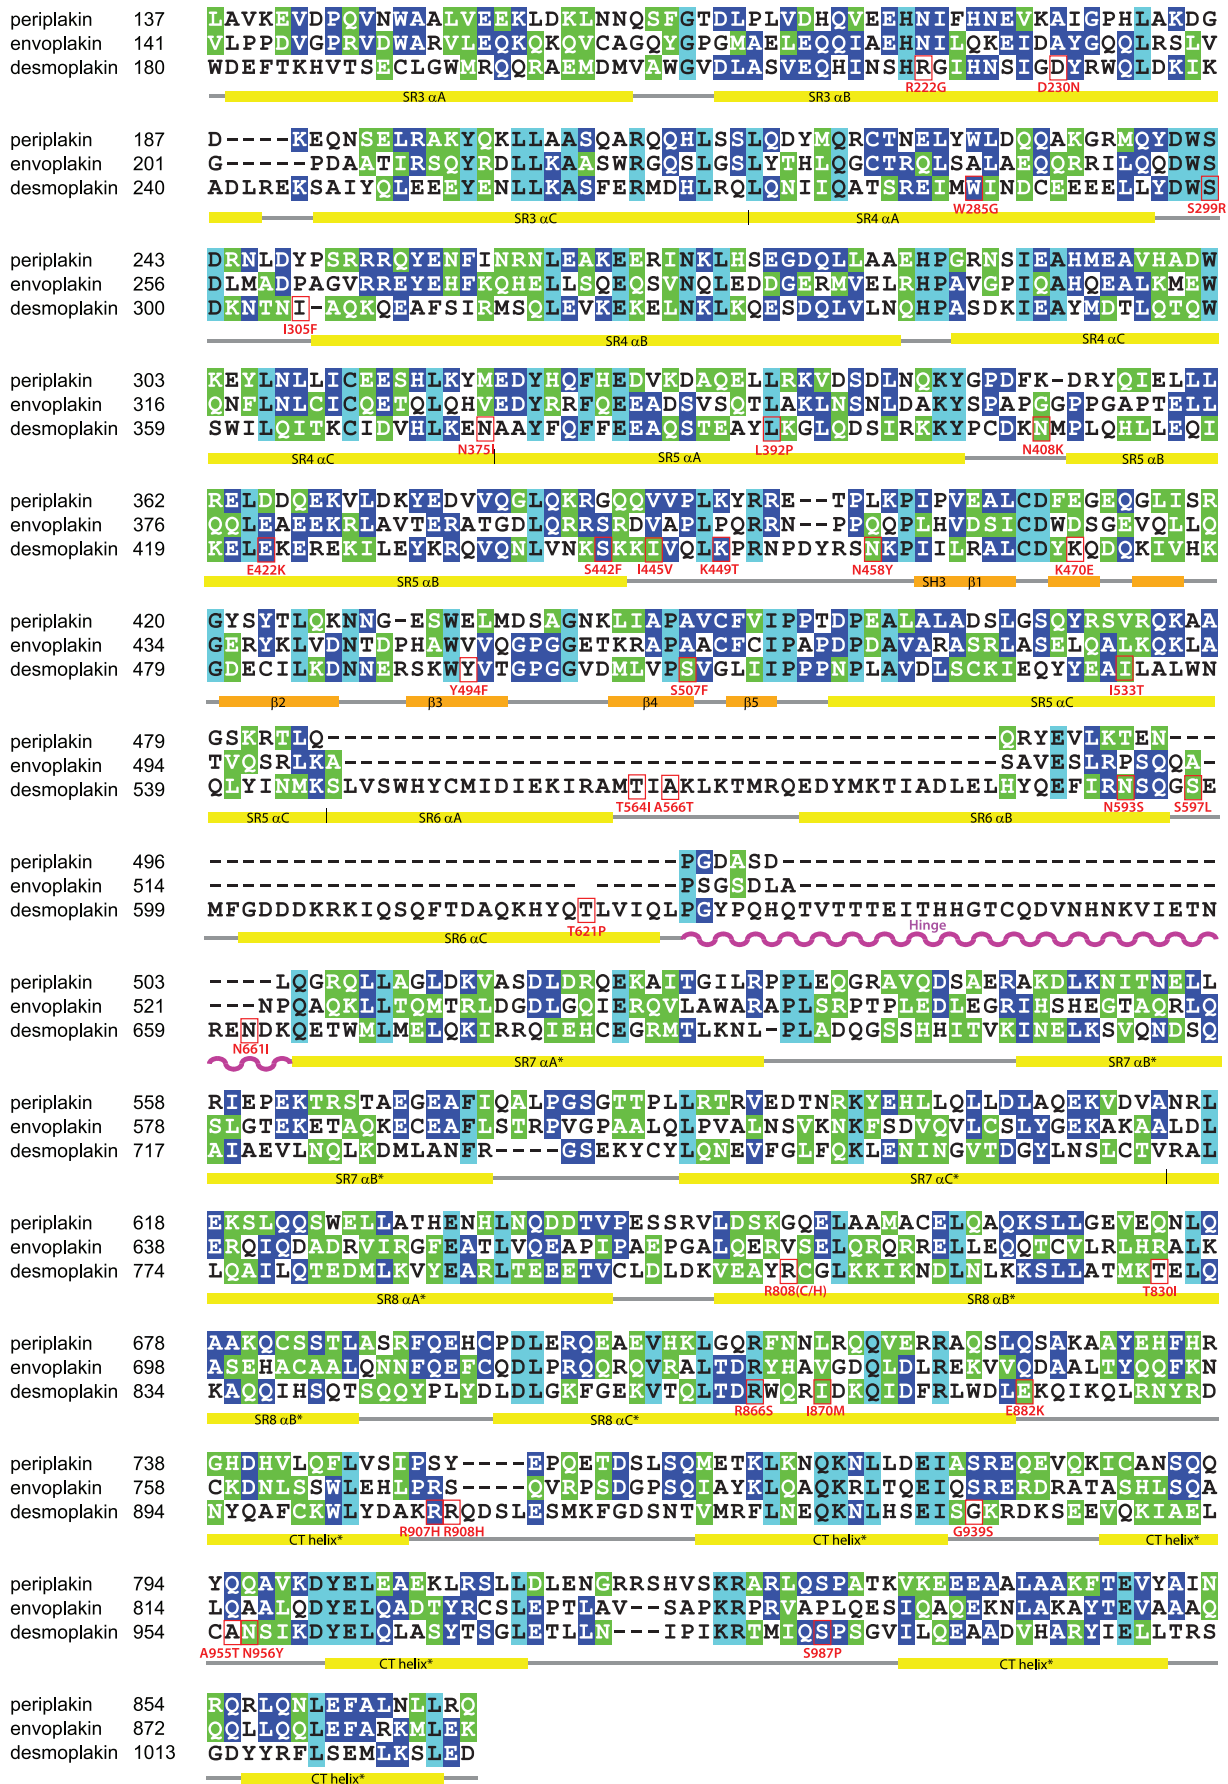 periplakin 137 LAVKEVDPQVNWAALVEEKLDKLNNQSFGTDLPLVDHQVEEHNIFHNEVKAIGPHLAKDG
envoplakin 141 VLPPDVGPRVDWARVLEQKQKQVCAGQYGPGMAELEQQIAEHNILQKEIDAYGQQLRSLV
desmoplakin 180 WDEFTKHVTSECLGWMRQQRAEMDMVAWGVDLASVEQHINSHRGIHNSIGDYRWQLDKIK
R222G D230N
SR3 αA SR3 αB
periplakin 187 D----KEQNSELRAKYQKLLAASQARQQHLSSLQDYMQRCTNELYWLDQQAKGRMQYDWS
envoplakin 201 G-----PDAATIRSQYRDLLKAASWRGQSLGSLYTHLQGCTRQLSALAEQQRRILQQDWS
desmoplakin 240 ADLREKSAIYQLEEEYENLLKASFERMDHLRQLQNIIQATSREIMWINDCEEEELLYDWS
W285G S299R
SR3 αC SR4 αA
periplakin 243 DRNLDYPSRRRQYENFINRNLEAKEERINKLHSEGDQLLAAEHPGRNSIEAHMEAVHADW
envoplakin 256 DLMADPAGVRREYEHFKQHELLSQEQSVNQLEDDGERMVELRHPAVGPIQAHQEALKMEW
desmoplakin 300 DKNTNI-AQKQEAFSIRMSQLEVKEKELNKLKQESDQLVLNQHPASDKIEAYMDTLQTQW
I305F
SR4 αB SR4 αC
periplakin 303 KEYLNLLICEESHLKYMEDYHQFHEDVKDAQELLRKVDSDLNQKYGPDFK-DRYQIELLL
envoplakin 316 QNFLNLCICQETQLQHVEDYRRFQEEADSVSQTLAKLNSNLDAKYSPAPGGPPGAPTELL
desmoplakin 359 SWILQITKCIDVHLKENAAYFQFFEEAQSTEAYLKGLQDSIRKKYPCDKNMPLQHLLEQI
N375I L392P N408K
SR4 αC SR5 αA SR5 αB
periplakin 362 RELDDQEKVLDKYEDVVQGLQKRGQQVVPLKYRRE--TPLKPIPVEALCDFEGEQGLISR
envoplakin 376 QQLEAEEKRLAVTERATGDLQRRSRDVAPLPQRRN--PPQQPLHVDSICDWDSGEVQLLQ
desmoplakin 419 KELEKEREKILEYKRQVQNLVNKSKKIVQLKPRNPDYRSNKPIILRALCDYKQDQKIVHK
E422K S442F I445V K449T N458Y K470E
SR5 αB SH3 β1
periplakin 420 GYSYTLQKNNG-ESWELMDSAGNKLIAPAVCFVIPPTDPEALALADSLGSQYRSVRQKAA
envoplakin 434 GERYKLVDNTDPHAWVVQGPGGETKRAPAACFCIPAPDPDAVARASRLASELQALKQKLA
desmoplakin 479 GDECILKDNNERSKWYVTGPGGVDMLVPSVGLIIPPPNPLAVDLSCKIEQYYEAILALWN
Y494F S507F I533T
β2 β3 β4 β5 SR5 αC
periplakin 479 GSKRTLQ----------------------------------------QRYEVLKTEN---
envoplakin 494 TVQSRLKA---------------------------------------SAVESLRPSQQA-
desmoplakin 539 QLYINMKSLVSWHYCMIDIEKIRAMTIAKLKTMRQEDYMKTIADLELHYQEFIRNSQGSE
T564I A566T N593S S597L
SR5 αC SR6 αA SR6 αB
periplakin 496 ----------------------------PGDASD--------------------------
envoplakin 514 ---------------------- -----PSGSDLA-------------------------
desmoplakin 599 MFGDDDKRKIQSQFTDAQKHYQTLVIQLPGYPQHQTVTTTEITHHGTCQDVNHNKVIETN
T621P Hinge
SR6 αC
periplakin 503 ----LQGRQLLAGLDKVASDLDRQEKAITGILRPPLEQGRAVQDSAERAKDLKNITNELL
envoplakin 521 ---NPQAQKLLTQMTRLDGDLGQIERQVLAWARAPLSRPTPLEDLEGRIHSHEGTAQRLQ
desmoplakin 659 RENDKQETWMLMELQKIRRQIEHCEGRMTLKNL-PLADQGSSHHITVKINELKSVQNDSQ
N661I
SR7 αA* SR7 αB*
periplakin 558 RIEPEKTRSTAEGEAFIQALPGSGTTPLLRTRVEDTNRKYEHLLQLLDLAQEKVDVANRL
envoplakin 578 SLGTEKETAQKECEAFLSTRPVGPAALQLPVALNSVKNKFSDVQVLCSLYGEKAKAALDL
desmoplakin 717 AIAEVLNQLKDMLANFR----GSEKYCYLQNEVFGLFQKLENINGVTDGYLNSLCTVRAL
SR7 αB* SR7 αC*
periplakin 618 EKSLQQSWELLATHENHLNQDDTVPESSRVLDSKGQELAAMACELQAQKSLLGEVEQNLQ
envoplakin 638 ERQIQDADRVIRGFEATLVQEAPIPAEPGALQERVSELQRQRRELLEQQTCVLRLHRALK
desmoplakin 774 LQAILQTEDMLKVYEARLTEEETVCLDLDKVEAYRCGLKKIKNDLNLKKSLLATMKTELQ
R808(C/H) T830I
SR8 αA* SR8 αB*
periplakin 678 AAKQCSSTLASRFQEHCPDLERQEAEVHKLGQRFNNLRQQVERRAQSLQSAKAAYEHFHR
envoplakin 698 ASEHACAALQNNFQEFCQDLPRQQRQVRALTDRYHAVGDQLDLREKVVQDAALTYQQFKN
desmoplakin 834 KAQQIHSQTSQQYPLYDLDLGKFGEKVTQLTDRWQRIDKQIDFRLWDLEKQIKQLRNYRD
R866S I870M E882K
SR8 αB* SR8 αC*
periplakin 738 GHDHVLQFLVSIPSY----EPQETDSLSQMETKLKNQKNLLDEIASREQEVQKICANSQQ
envoplakin 758 CKDNLSSWLEHLPRS----QVRPSDGPSQIAYKLQAQKRLTQEIQSRERDRATASHLSQA
desmoplakin 894 NYQAFCKWLYDAKRRQDSLESMKFGDSNTVMRFLNEQKNLHSEISGKRDKSEEVQKIAEL
R907H R908H G939S
CT helix* CT helix* CT helix*
periplakin 794 YQQAVKDYELEAEKLRSLLDLENGRRSHVSKRARLQSPATKVKEEEAALAAKFTEVYAIN
envoplakin 814 LQAALQDYELQADTYRCSLEPTLAV--SAPKRPRVAPLQESIQAQEKNLAKAYTEVAAAQ
desmoplakin 954 CANSIKDYELQLASYTSGLETLLN---IPIKRTMIQSPSGVILQEAADVHARYIELLTRS
A955T N956Y S987P
CT helix* CT helix*
periplakin 854 RQRLQNLEFALNLLRQ
envoplakin 872 QQLLQQLEFARKMLEK
desmoplakin 1013 GDYYRFLSEMLKSLED
CT helix*